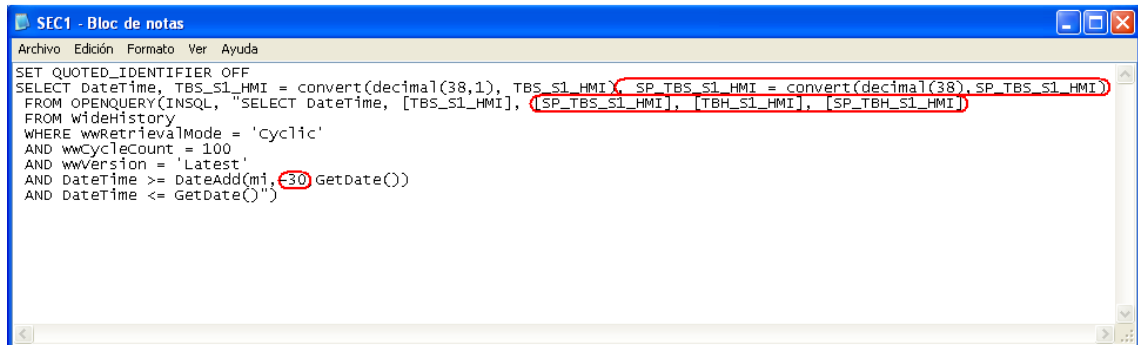 SEC1 - Bloc de notas
Archivo Edición Formato Ver Ayuda
SET QUOTED_IDENTIFIER OFF
SELECT DateTime, TBS_S1_HMI = convert(decimal(38,1), TBS_S1_HMI), SP_TBS_S1_HMI = convert(decimal(38),SP_TBS_S1_HMI)
FROM OPENQUERY(INSQL, "SELECT DateTime, [TBS_S1_HMI], [SP_TBS_S1_HMI], [TBH_S1_HMI], [SP_TBH_S1_HMI]
FROM WideHistory
WHERE wwRetrievalMode = 'Cyclic'
AND wwCycleCount = 100
AND wwVersion = 'Latest'
AND DateTime >= DateAdd(mi,-30,GetDate())
AND DateTime <= GetDate()")